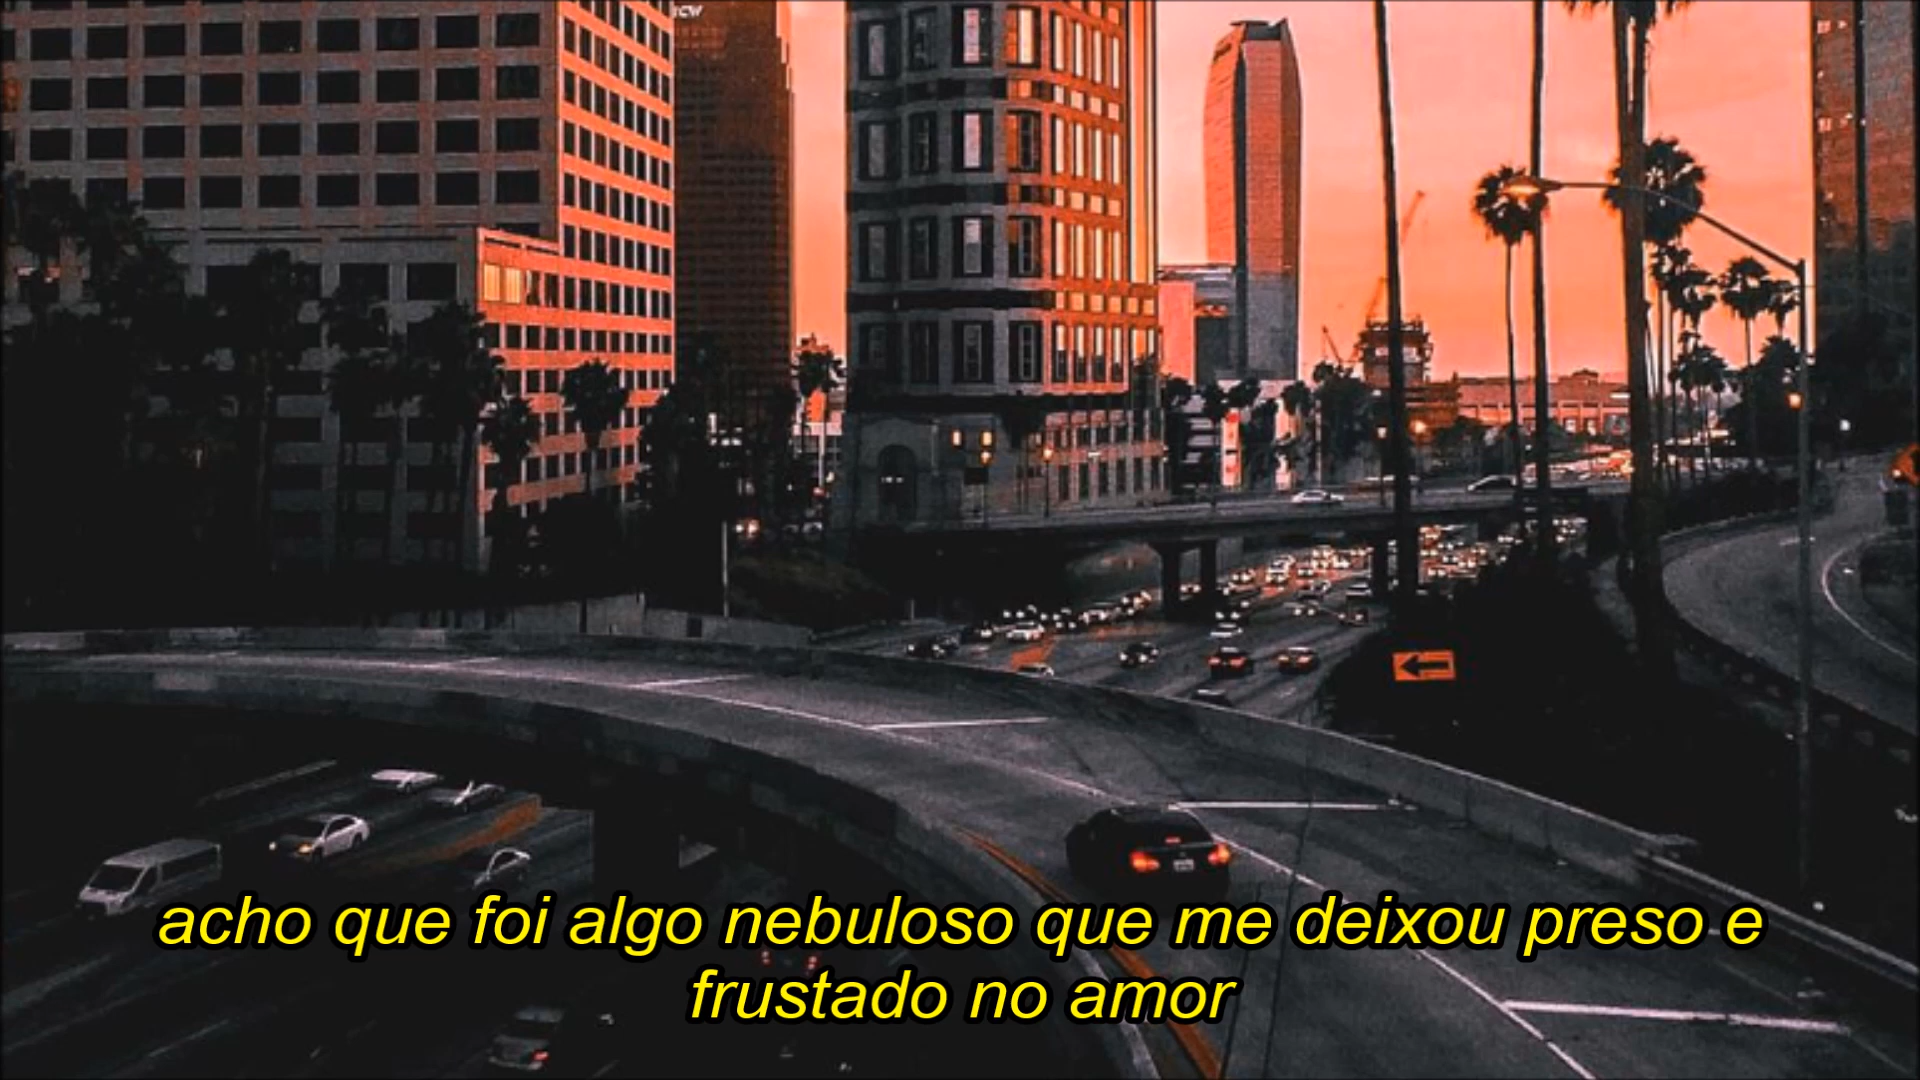 acho que foi algo nebuloso que me deixou preso e
frustado no amor